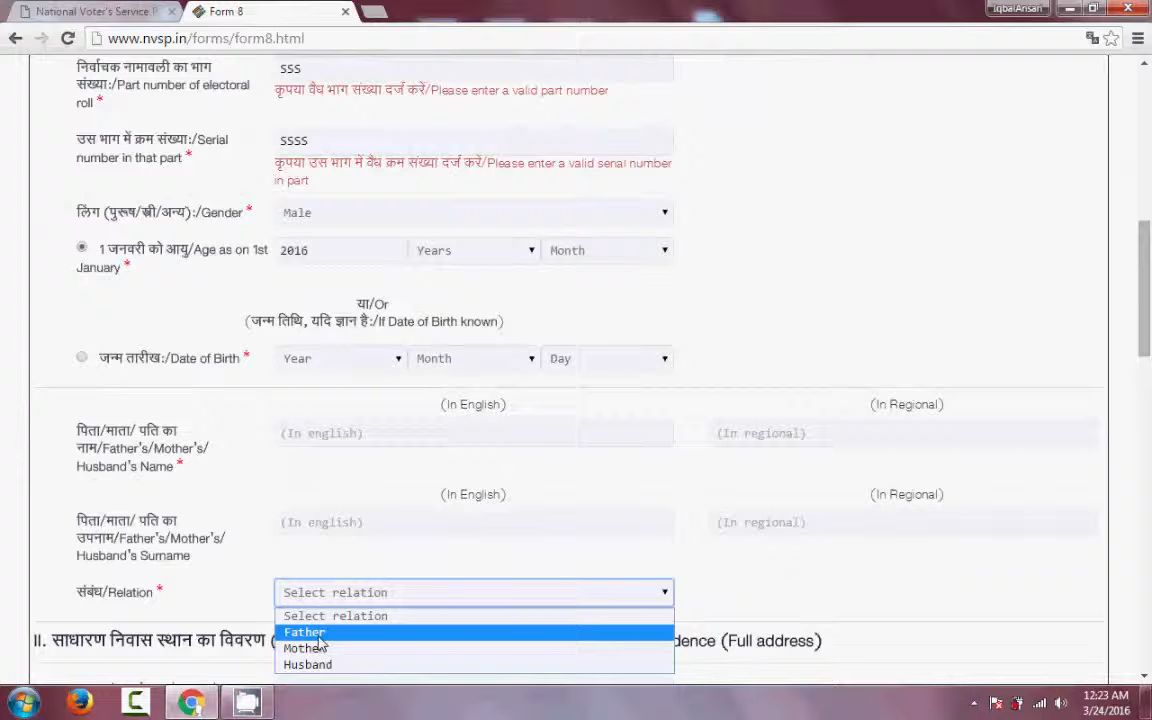 National Voter's Service P
Form 8
IqbalAnsari
www.nvsp.in/forms/form8.html
निर्वाचक नामावली का भाग
संख्या:/Part number of electoral
roll *
SSS
कृपया वैध भाग संख्या दर्ज करें/Please enter a valid part number
उस भाग में क्रम संख्या:/Serial
number in that part *
SSSS
कृपया उस भाग में वैध क्रम संख्या दर्ज करें/Please enter a valid serial number
in part
लिंग (पुरूष/स्त्री/अन्य):/Gender *
Male
1 जनवरी को आयु/Age as on 1st
January *
2016
Years
Month
या/Or
(जन्म तिथि, यदि ज्ञान है:/If Date of Birth known)
जन्म तारीख:/Date of Birth *
Year
Month
Day
(In English)
(In Regional)
पिता/माता/ पति का
नाम/Father's/Mother's/
Husband's Name *
(In english)
(In regional)
(In English)
(In Regional)
पिता/माता/ पति का
उपनाम/Father's/Mother's/
Husband's Surname
(In english)
(In regional)
संबंध/Relation *
Select relation
Select relation
Father
Mother
Husband
II. साधारण निवास स्थान का विवरण (
dence (Full address)
12:23 AM
3/24/2016